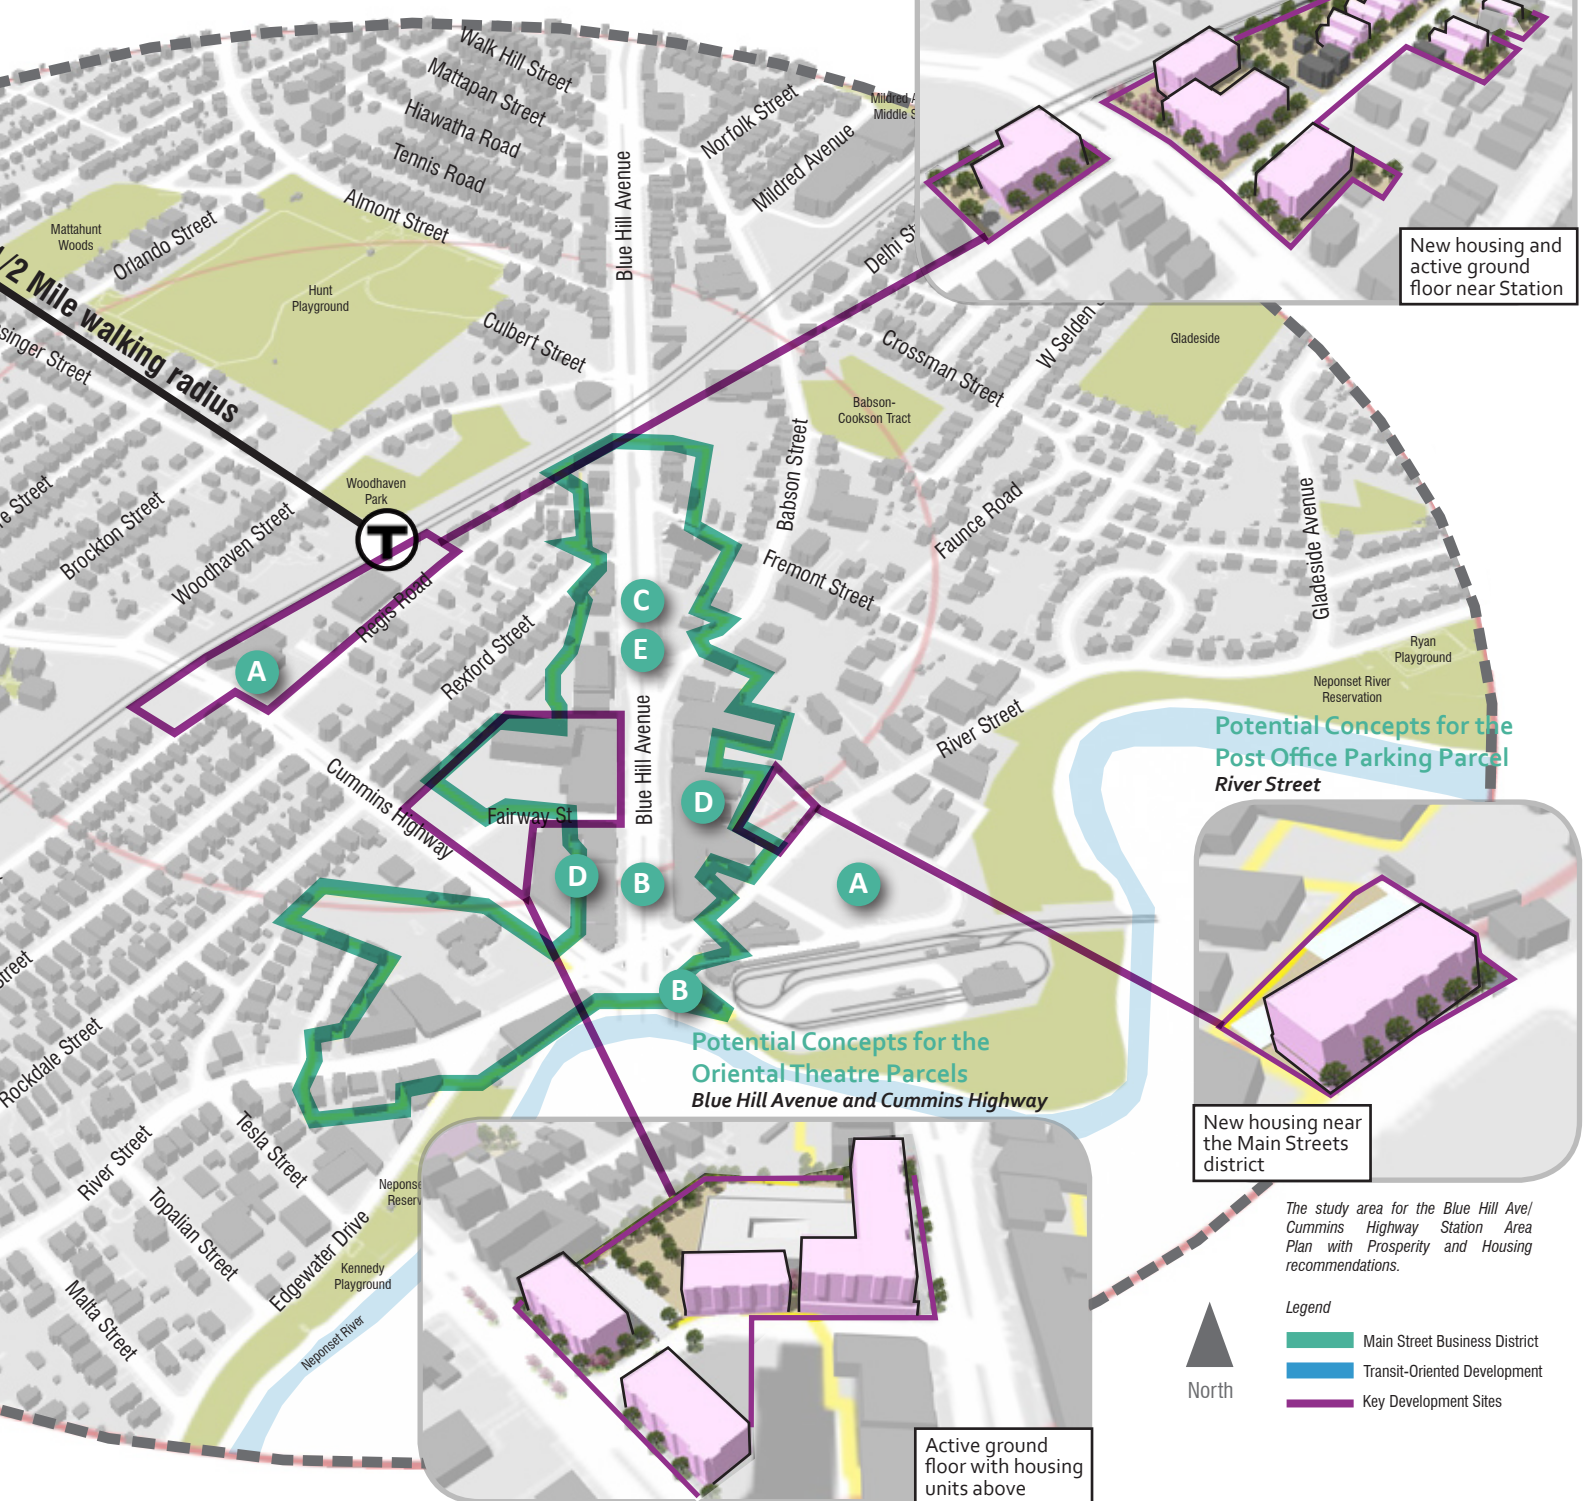 Walk Hill Street
Mattapan Street
Hiawatha Road
Tennis Road
Almont Street
Blue Hill Avenue
Norfolk Street
Mildred Avenue
Mildred A
Middle S
Delhi St
Mattahunt
Woods
Orlando Street
Hunt
Playground
Culbert Street
1/2 Mile walking radius
singer Street
New housing and
active ground
floor near Station
Crossman Street
W Selden S
Gladeside
Babson-
Cookson Tract
Babson Street
Woodhaven
Park
T
Brockton Street
Woodhaven Street
re Street
Regis Road
Rexford Street
Fremont Street
Faunce Road
Gladeside Avenue
C
E
A
Ryan
Playground
Neponset River
Reservation
River Street
Potential Concepts for the
Post Office Parking Parcel
River Street
Blue Hill Avenue
Cummins Highway
Fairway St
D
D
B
A
B
treet
Rockdale Street
River Street
Tesla Street
Topalian Street
Malta Street
Edgewater Drive
Nepons
Reserv
Kennedy
Playground
Neponset River
Potential Concepts for the
Oriental Theatre Parcels
Blue Hill Avenue and Cummins Highway
New housing near
the Main Streets
district
Active ground
floor with housing
units above
The study area for the Blue Hill Ave/
Cummins Highway Station Area
Plan with Prosperity and Housing
recommendations.
Legend
Main Street Business District
Transit-Oriented Development
Key Development Sites
North